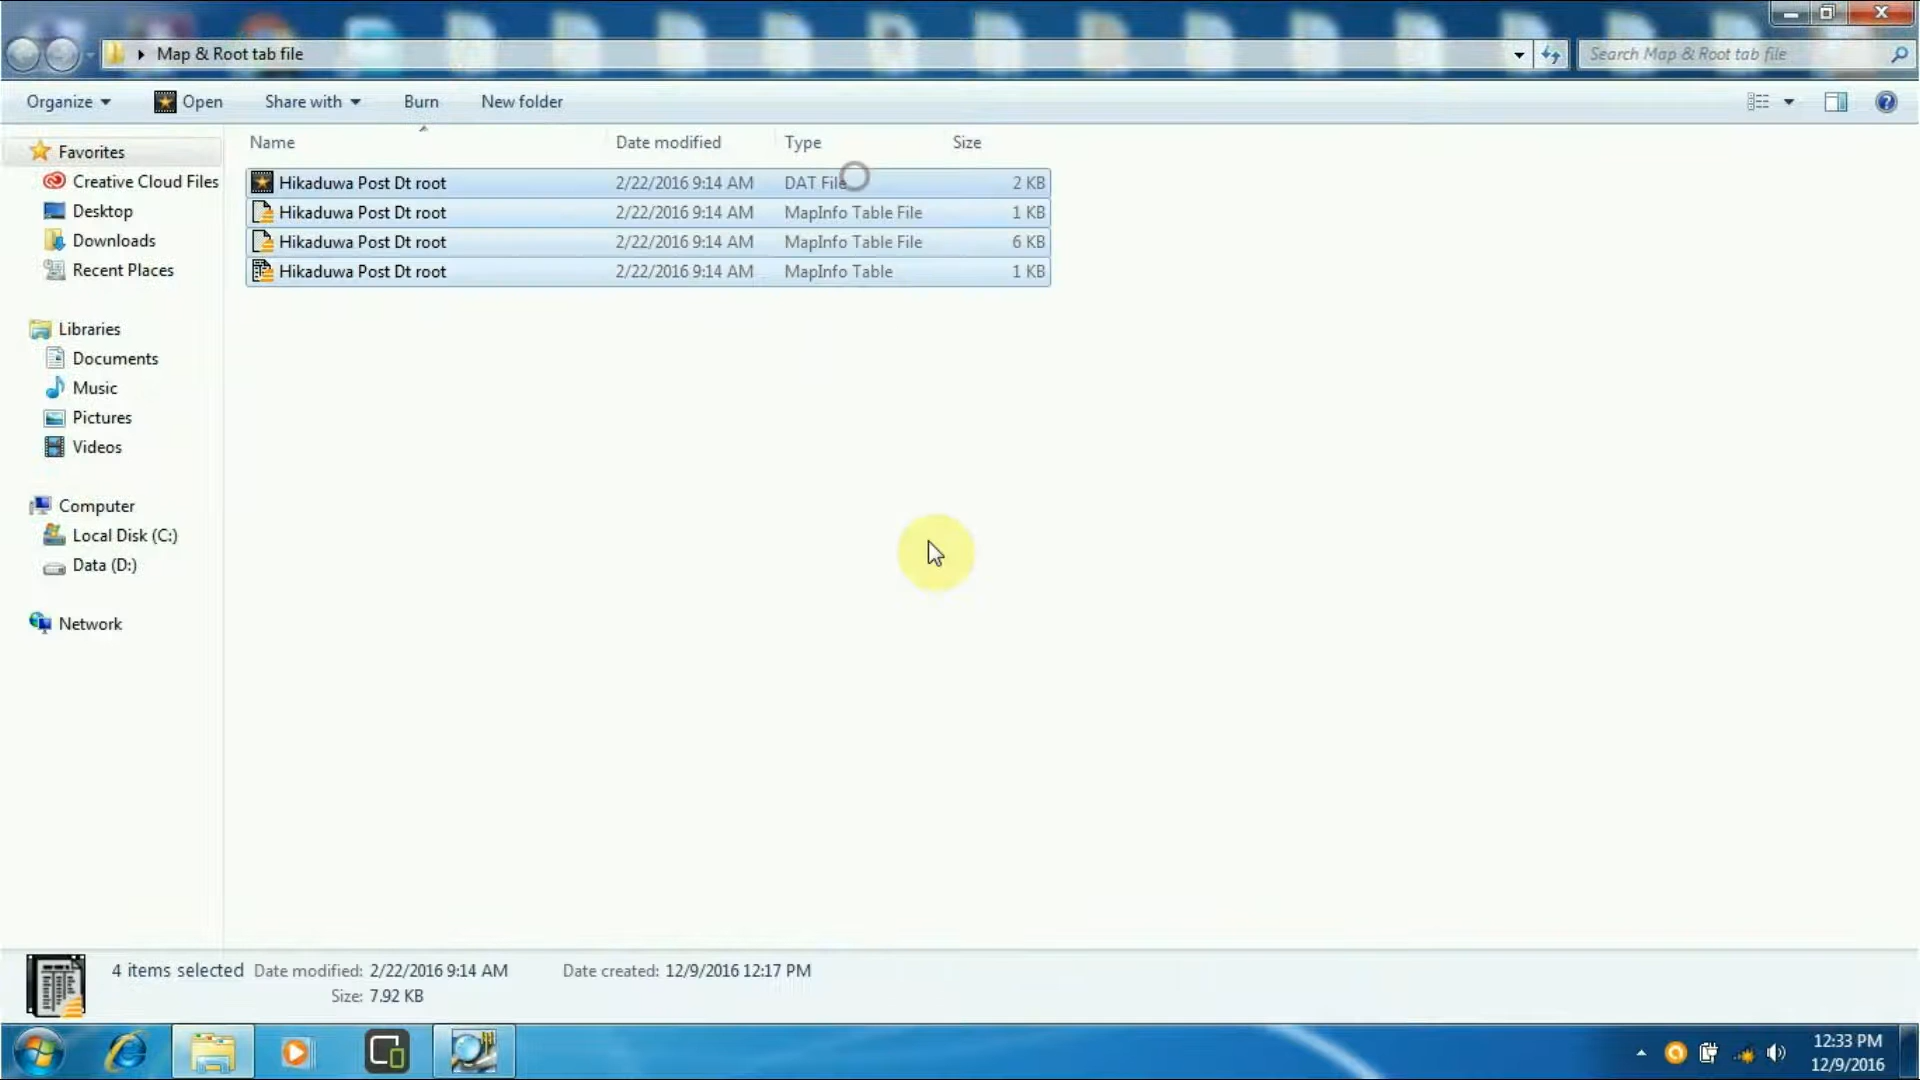 Map & Root tab file
Search Map & Root tab file
Organize Open Share with Burn New folder
Name Date modified Type Size
Favorites
Creative Cloud Files
Desktop
Downloads
Recent Places
Libraries
Documents
Music
Pictures
Videos
Computer
Local Disk (C:)
Data (D:)
Network
Hikaduwa Post Dt root 2/22/2016 9:14 AM DAT File 2 KB
Hikaduwa Post Dt root 2/22/2016 9:14 AM MapInfo Table File 1 KB
Hikaduwa Post Dt root 2/22/2016 9:14 AM MapInfo Table File 6 KB
Hikaduwa Post Dt root 2/22/2016 9:14 AM MapInfo Table 1 KB
4 items selected Date modified: 2/22/2016 9:14 AM Date created: 12/9/2016 12:17 PM
Size: 7.92 KB
12:33 PM
12/9/2016